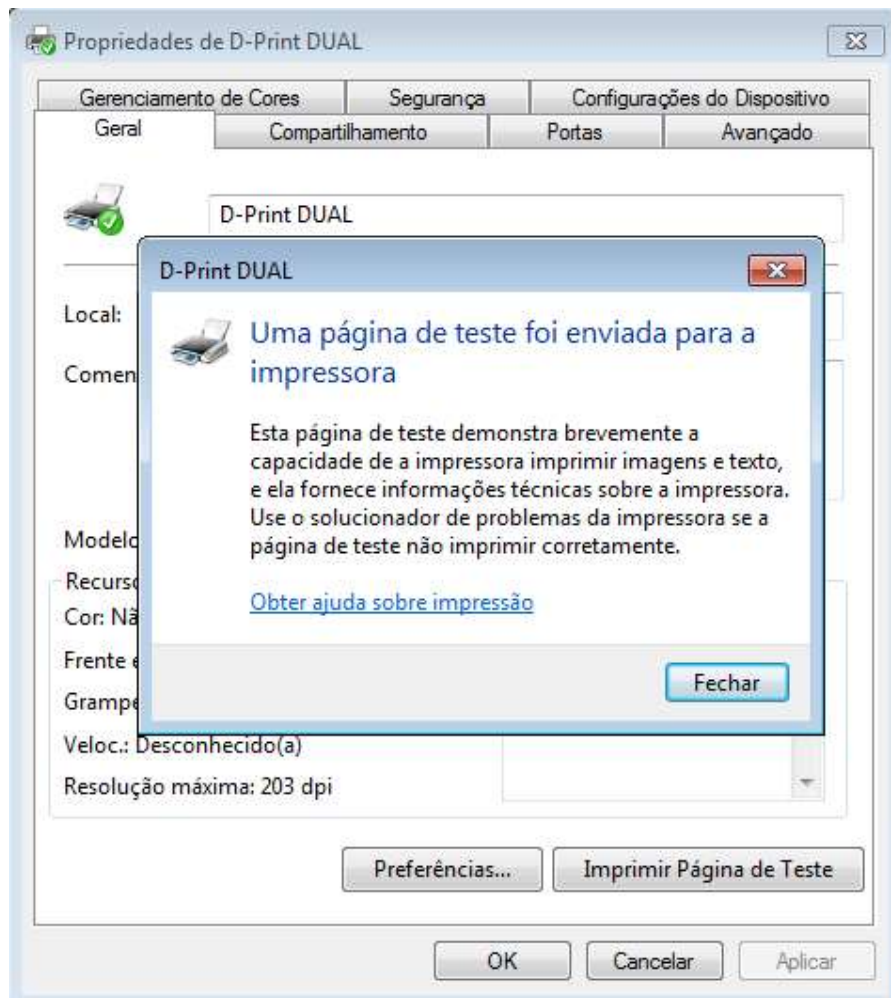 Propriedades de D-Print DUAL
Gerenciamento de Cores Segurança Configurações do Dispositivo
Geral Compartilhamento Portas Avançado
D-Print DUAL
D-Print DUAL
Local:
Uma página de teste foi enviada para a
impressora
Esta página de teste demonstra brevemente a
capacidade de a impressora imprimir imagens e texto,
e ela fornece informações técnicas sobre a impressora.
Use o solucionador de problemas da impressora se a
página de teste não imprimir corretamente.
Obter ajuda sobre impressão
Fechar
Cor:
Frente
Veloc.: Desconhecido(a)
Resolução máxima: 203 dpi
Preferências... Imprimir Página de Teste
OK Cancelar Aplicar